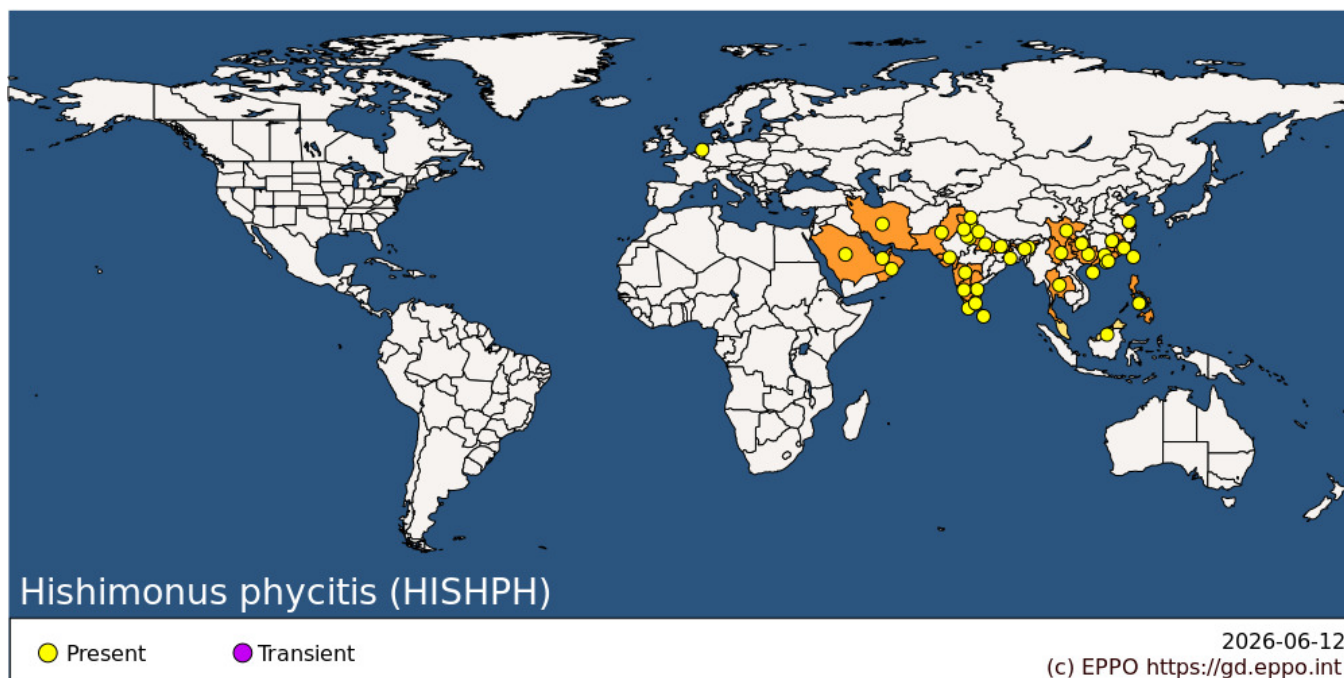 Hishimonus phycitis (HISHPH)
Present
Transient
2026-06-12
(c) EPPO https://gd.eppo.int